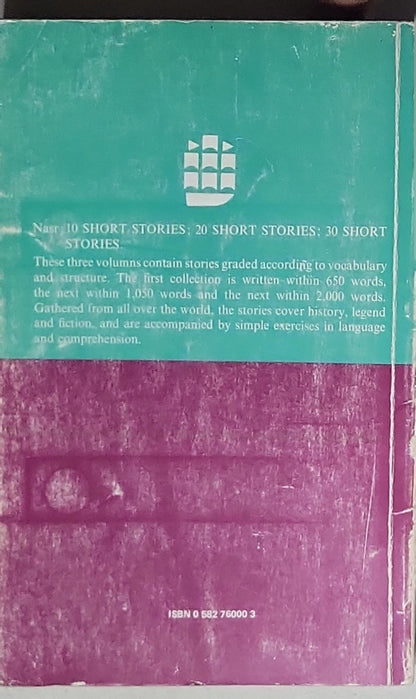 Nasr: 10 SHORT STORIES; 20 SHORT STORIES; 30 SHORT
STORIES.
These three volumns contain stories graded according to vocabulary
and structure. The first collection is written within 650 words,
the next within 1,050 words and the next within 2,000 words.
Gathered from all over the world, the stories cover history, legend
and fiction, and are accompanied by simple exercises in language
and comprehension.
ISBN 0 582 76000 3